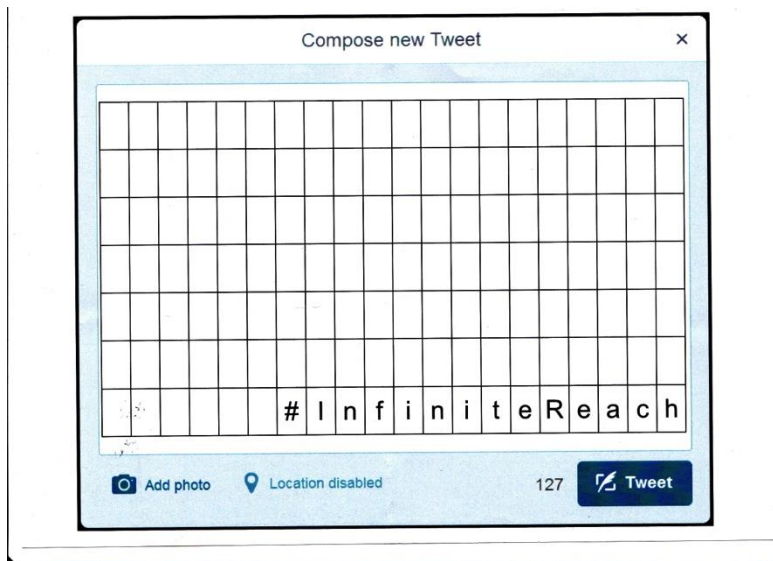 Compose new Tweet ×
#InfiniteReach
Add photo Location disabled 127 Tweet